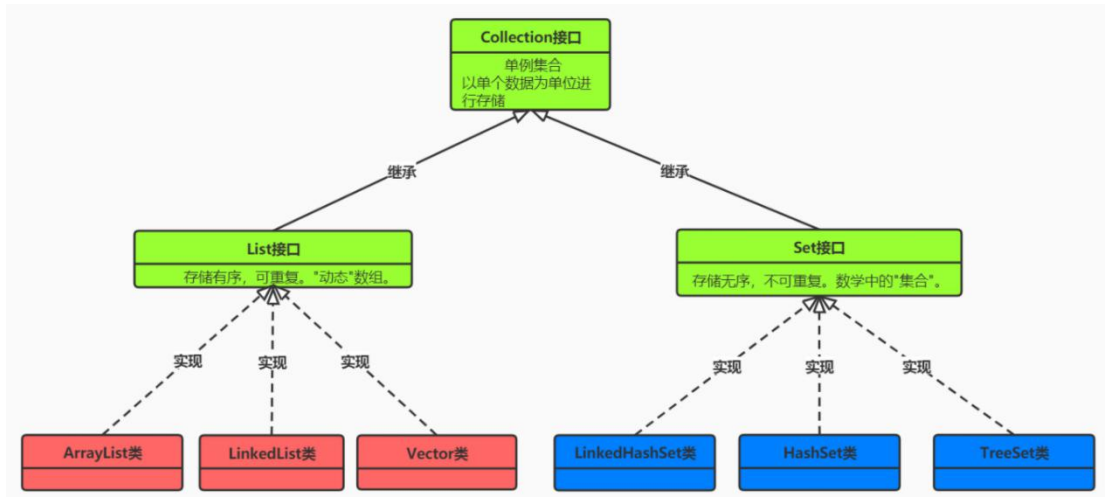 Collection接口
单例集合
以单个数据为单位进
行存储
继承
继承
List接口
存储有序，可重复。"动态"数组。
Set接口
存储无序，不可重复。数学中的"集合"。
实现
实现
实现
实现
实现
实现
ArrayList类
LinkedList类
Vector类
LinkedHashSet类
HashSet类
TreeSet类